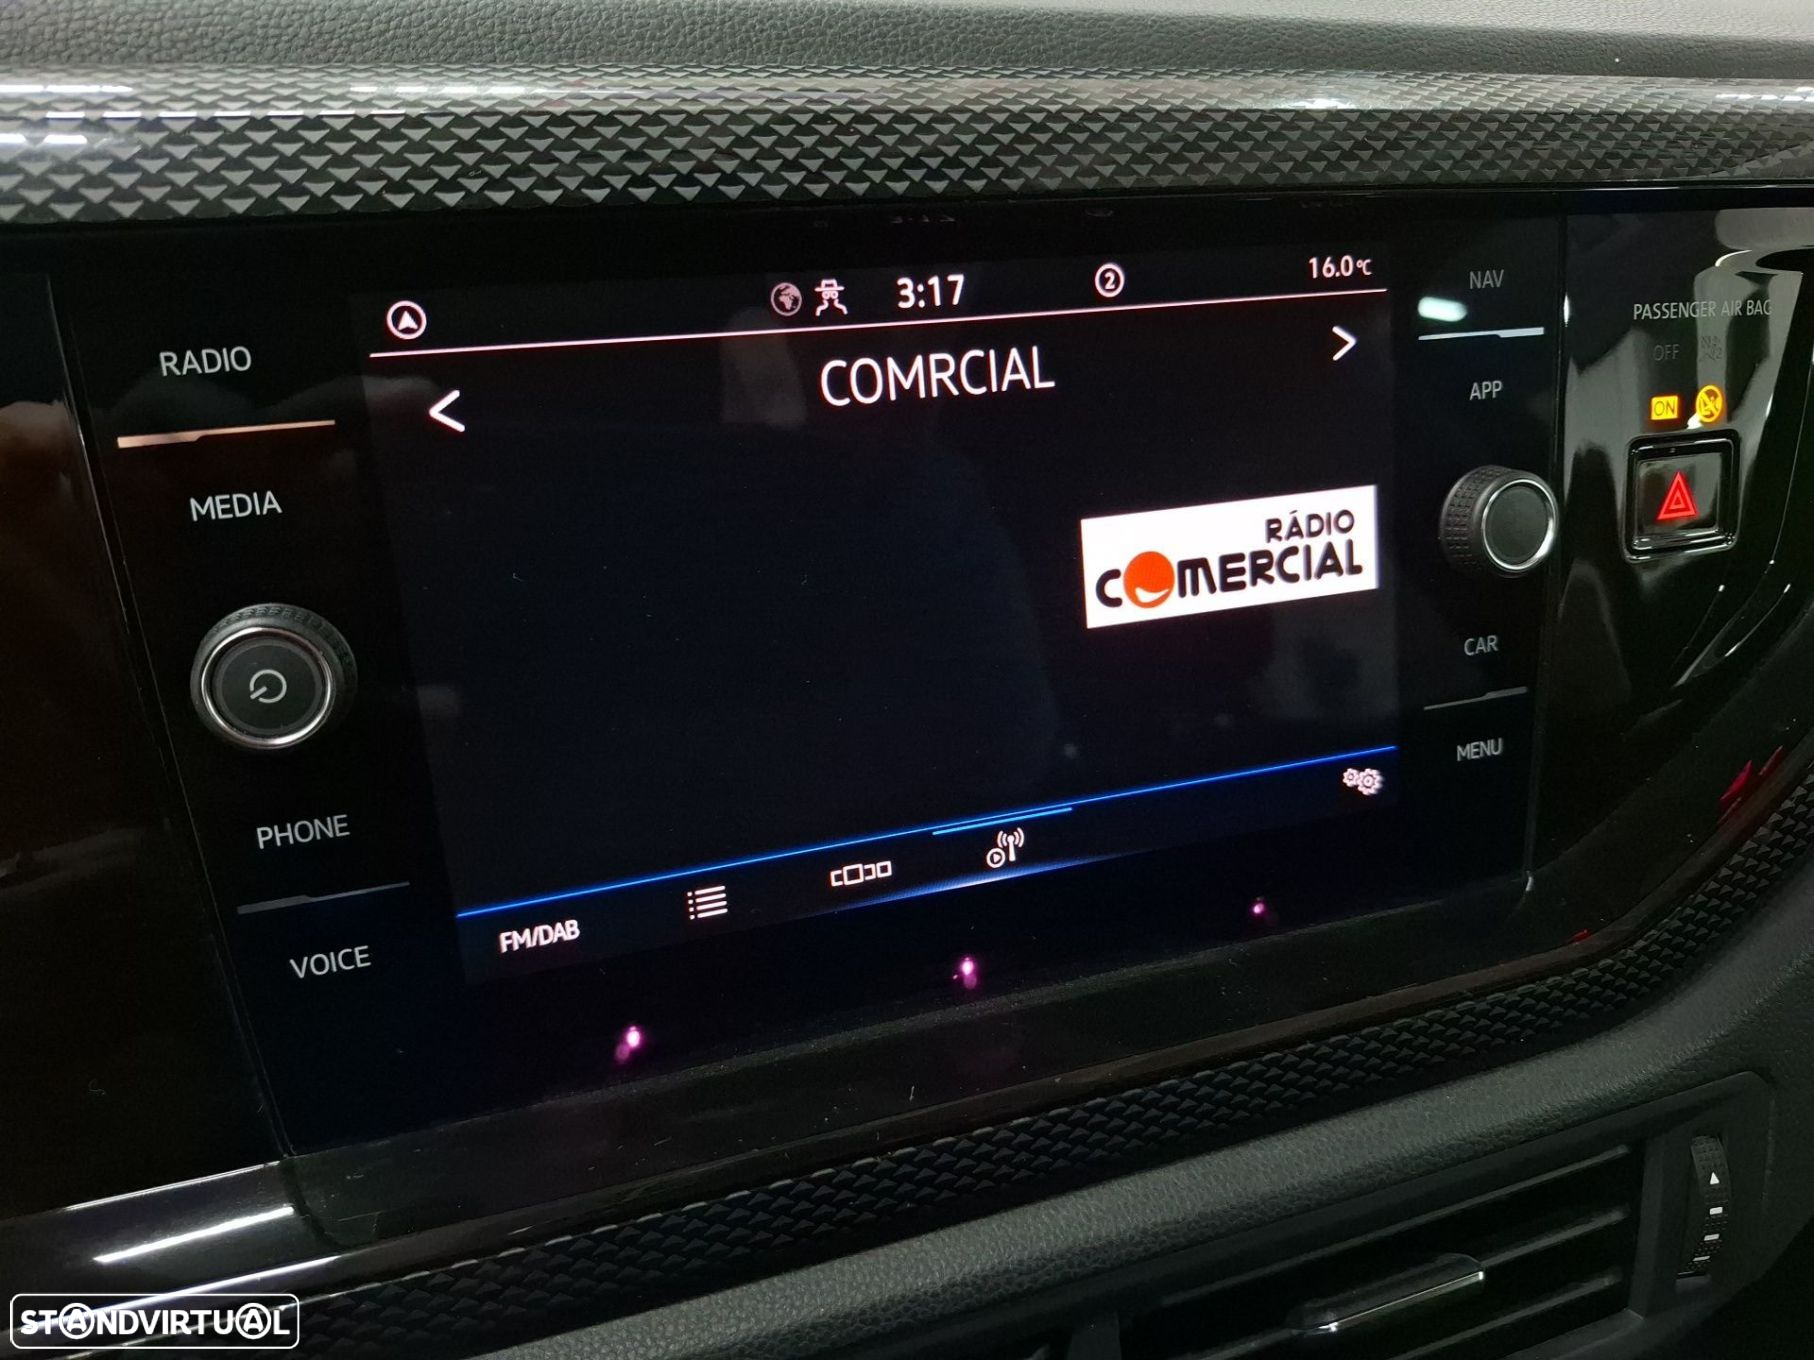 3:17
2
16.0°C
COMRCIAL
RÁDIO
COMERCIAL
FM/DAB
RADIO
MEDIA
PHONE
VOICE
NAV
APP
CAR
MENU
PASSENGER AIR BAG
OFF
ON
STANDVIRTUAL